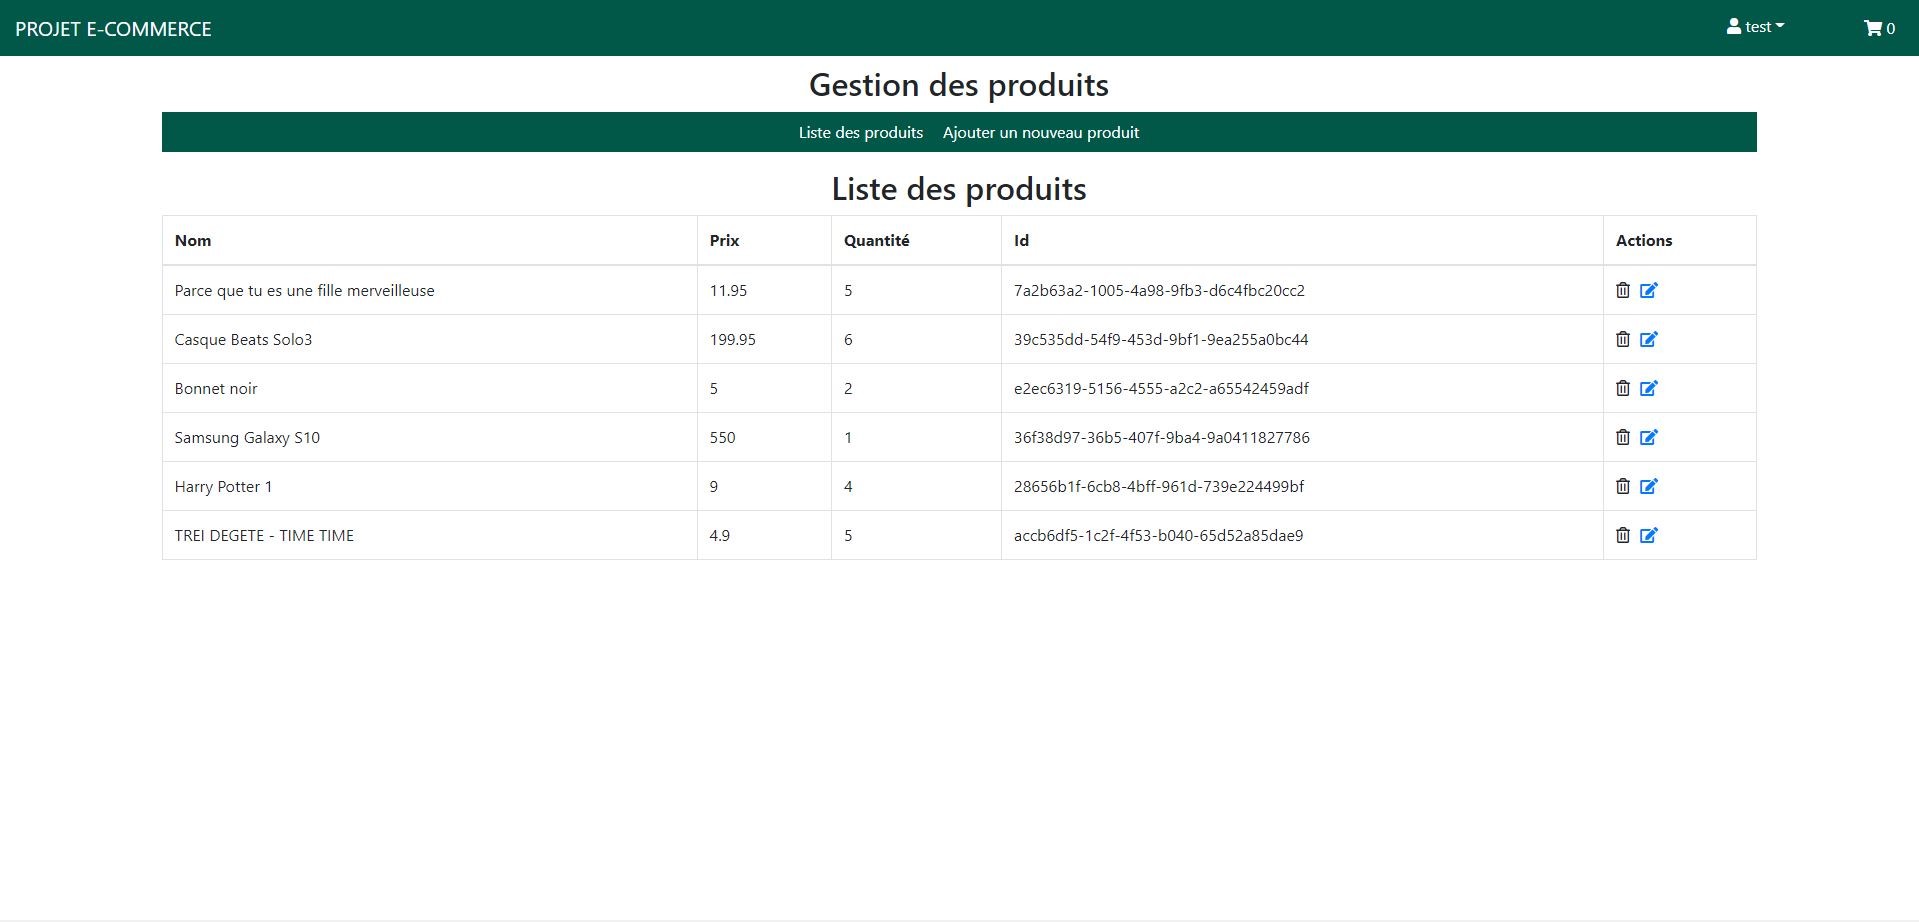 PROJET E-COMMERCE test 0
Gestion des produits
Liste des produits Ajouter un nouveau produit
Liste des produits
Nom Prix Quantité Id Actions
Parce que tu es une fille merveilleuse 11.95 5 7a2b63a2-1005-4a98-9fb3-d6c4fbc20cc2
Casque Beats Solo3 199.95 6 39c535dd-54f9-453d-9bf1-9ea255a0bc44
Bonnet noir 5 2 e2ec6319-5156-4555-a2c2-a65542459adf
Samsung Galaxy S10 550 1 36f38d97-36b5-407f-9ba4-9a0411827786
Harry Potter 1 9 4 28656b1f-6cb8-4bff-961d-739e224499bf
TREI DEGETE - TIME TIME 4.9 5 accb6df5-1c2f-4f53-b040-65d52a85dae9